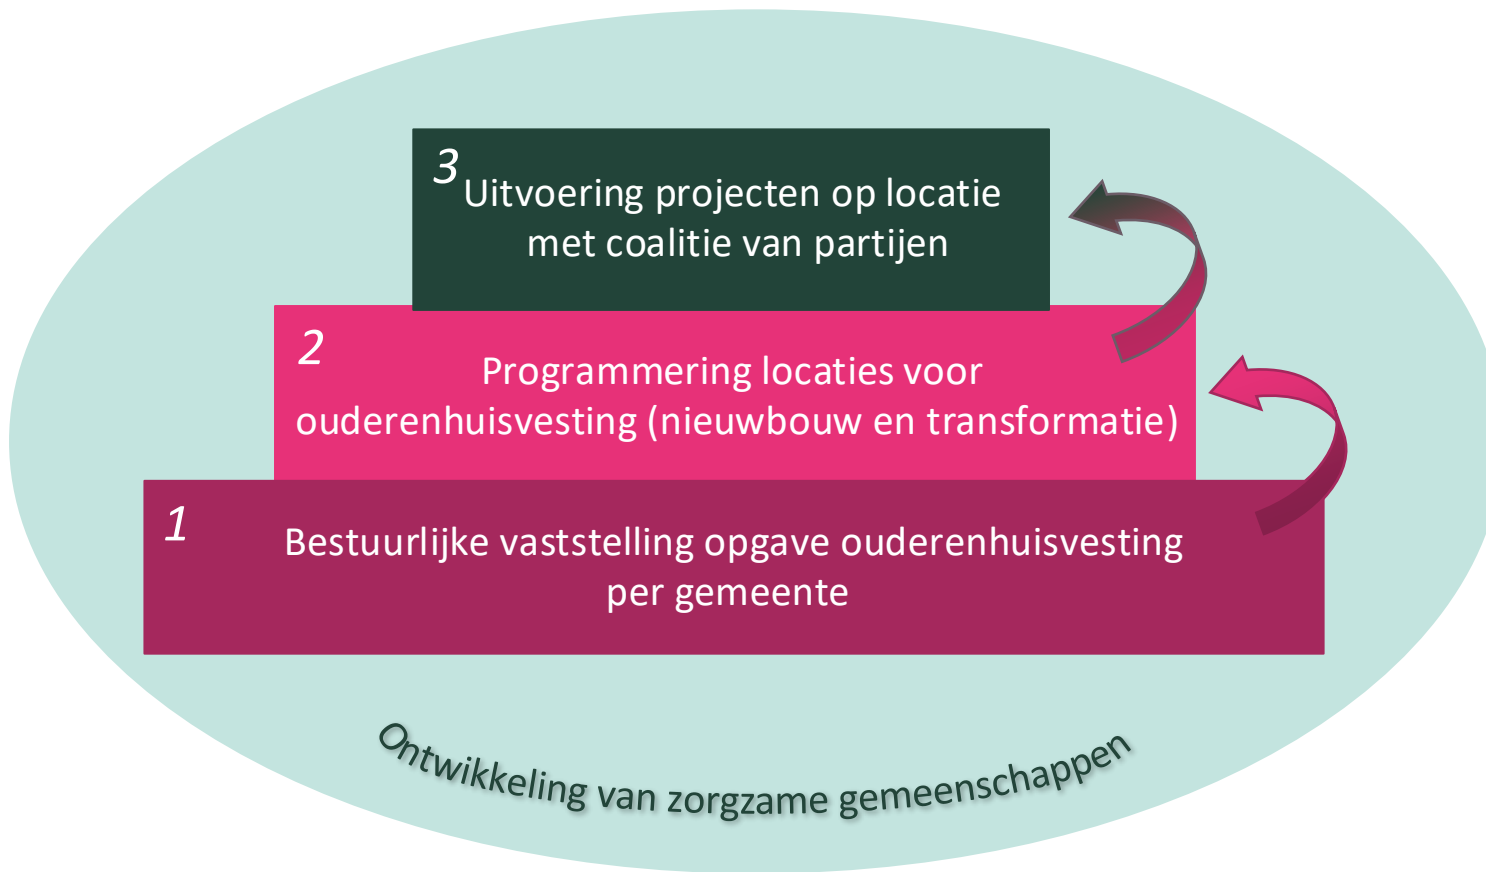 3
Uitvoering projecten op locatie
met coalitie van partijen
2
Programmering locaties voor
ouderenhuisvesting (nieuwbouw en transformatie)
1
Bestuurlijke vaststelling opgave ouderenhuisvesting
per gemeente
Ontwikkeling van zorgzame gemeenschappen